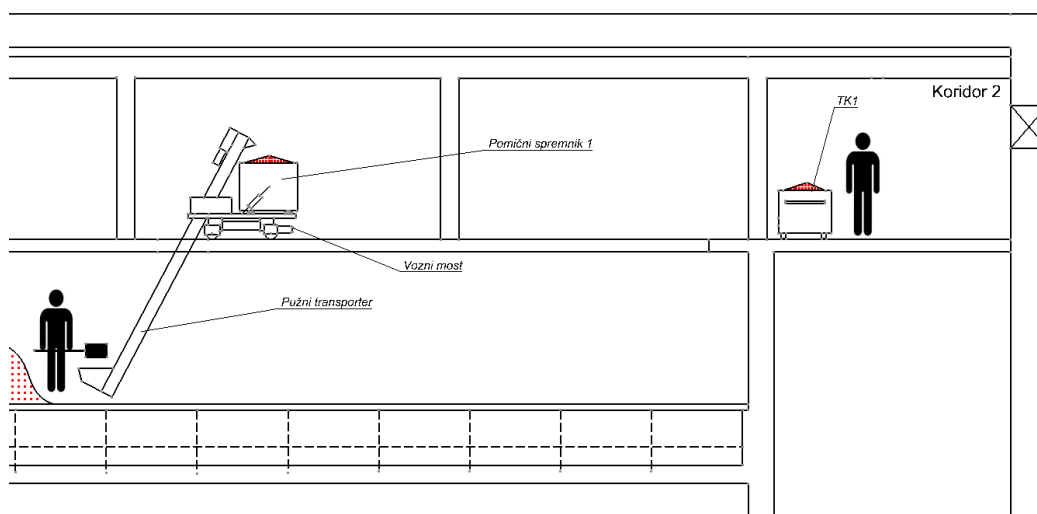 Koridor 2
TK1
Pomični spremnik 1
Vozni most
Pužni transporter